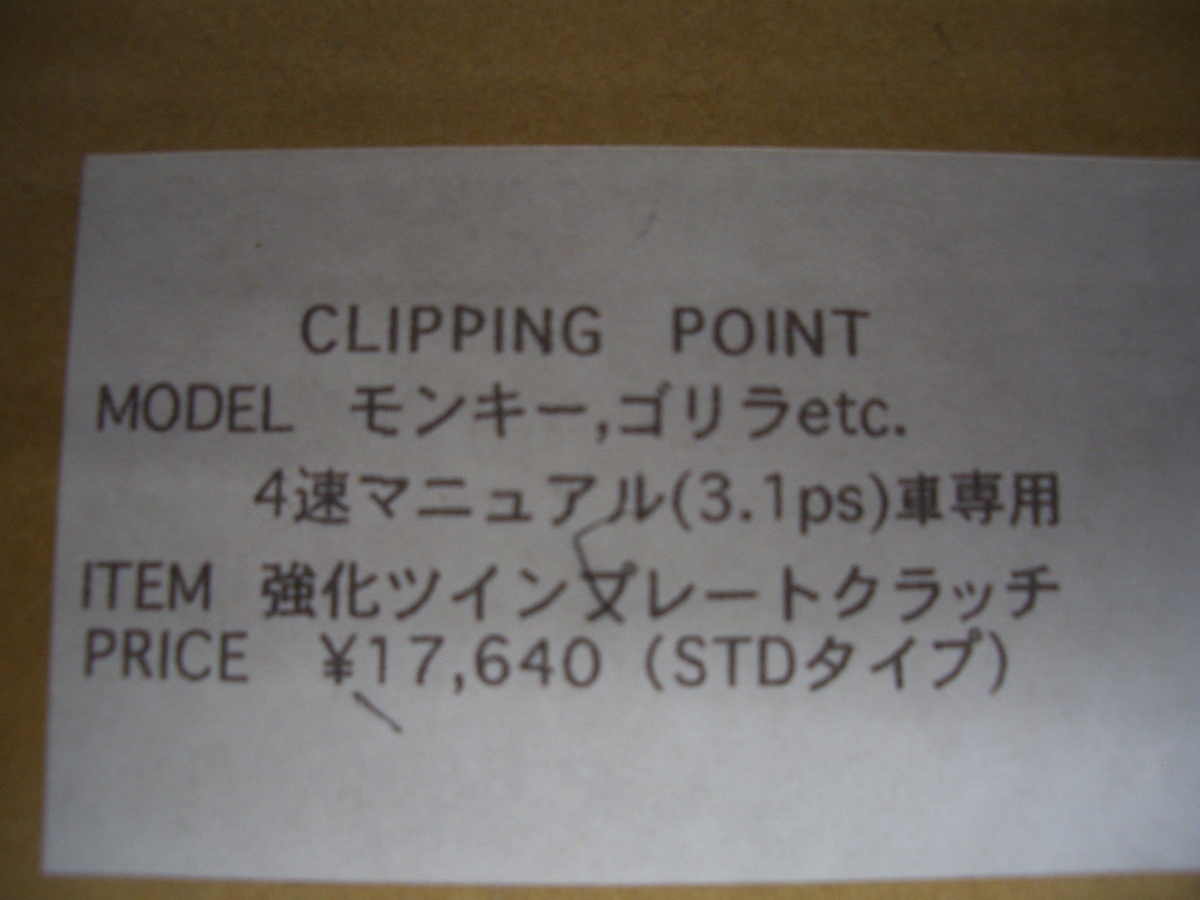 CLIPPING POINT
MODEL モンキー,ゴリラetc.
4速マニュアル(3.1ps)車専用
ITEM 強化ツインプレートクラッチ
PRICE ¥17,640 (STDタイプ)